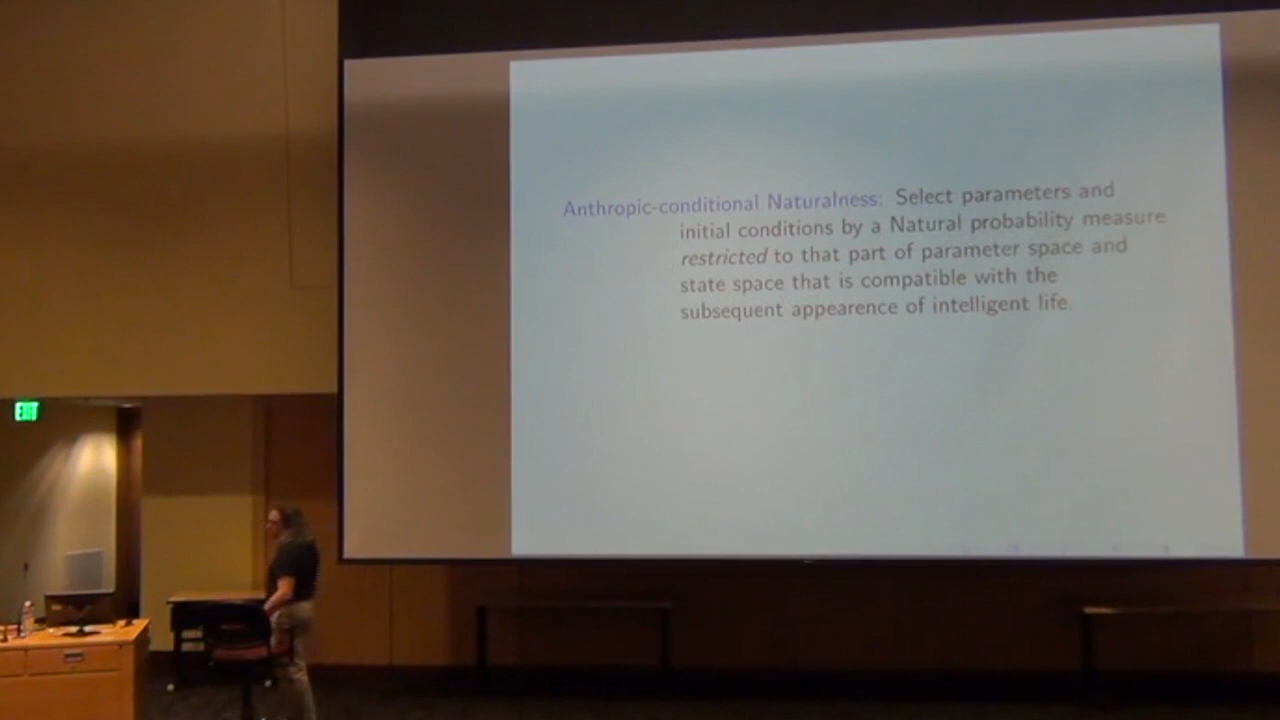 EXIT
Anthropic-conditional Naturalness: Select parameters and
initial conditions by a Natural probability measure
restricted to that part of parameter space and
state space that is compatible with the
subsequent appearence of intelligent life.